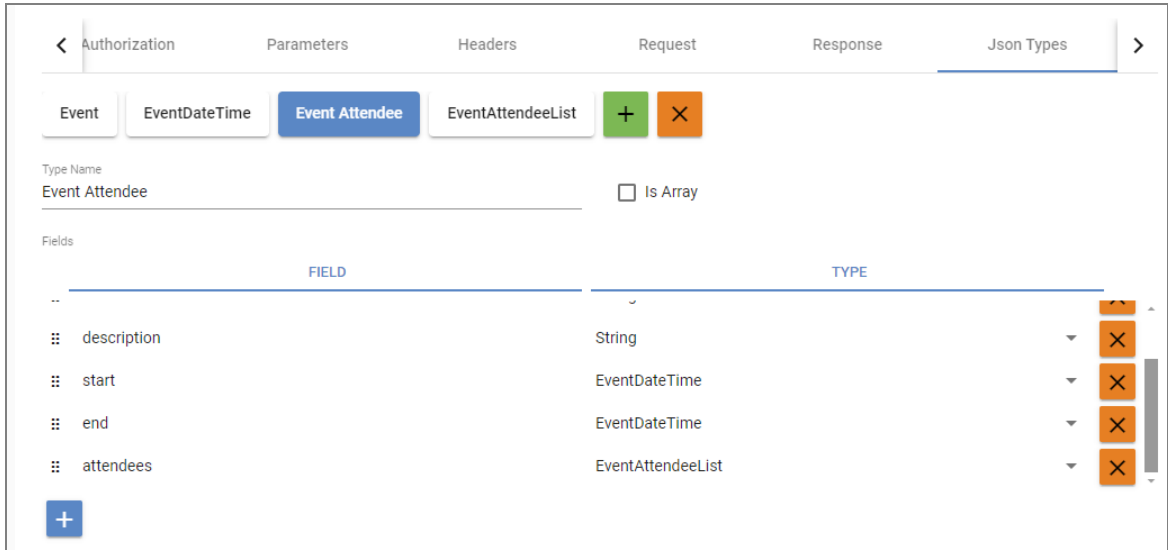 Authorization Parameters Headers Request Response Json Types
Event EventDateTime Event Attendee EventAttendeeList
Type Name
Event Attendee Is Array
Fields
FIELD TYPE
description String
start EventDateTime
end EventDateTime
attendees EventAttendeeList